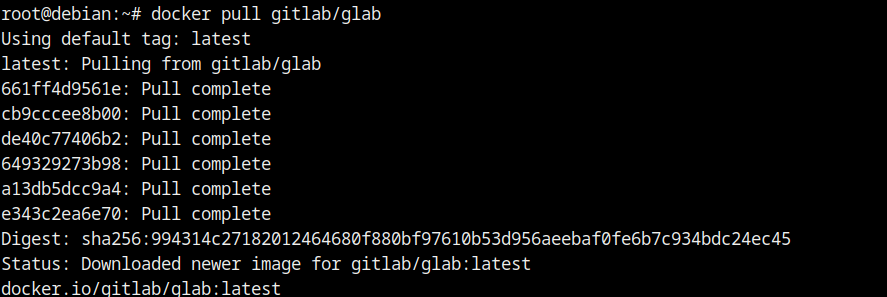 root@debian:~# docker pull gitlab/glab
Using default tag: latest
latest: Pulling from gitlab/glab
661ff4d9561e: Pull complete
cb9cccee8b00: Pull complete
de40c77406b2: Pull complete
649329273b98: Pull complete
a13db5dcc9a4: Pull complete
e343c2ea6e70: Pull complete
Digest: sha256:994314c27182012464680f880bf97610b53d956aeebaf0fe6b7c934bdc24ec45
Status: Downloaded newer image for gitlab/glab:latest
docker.io/gitlab/glab:latest